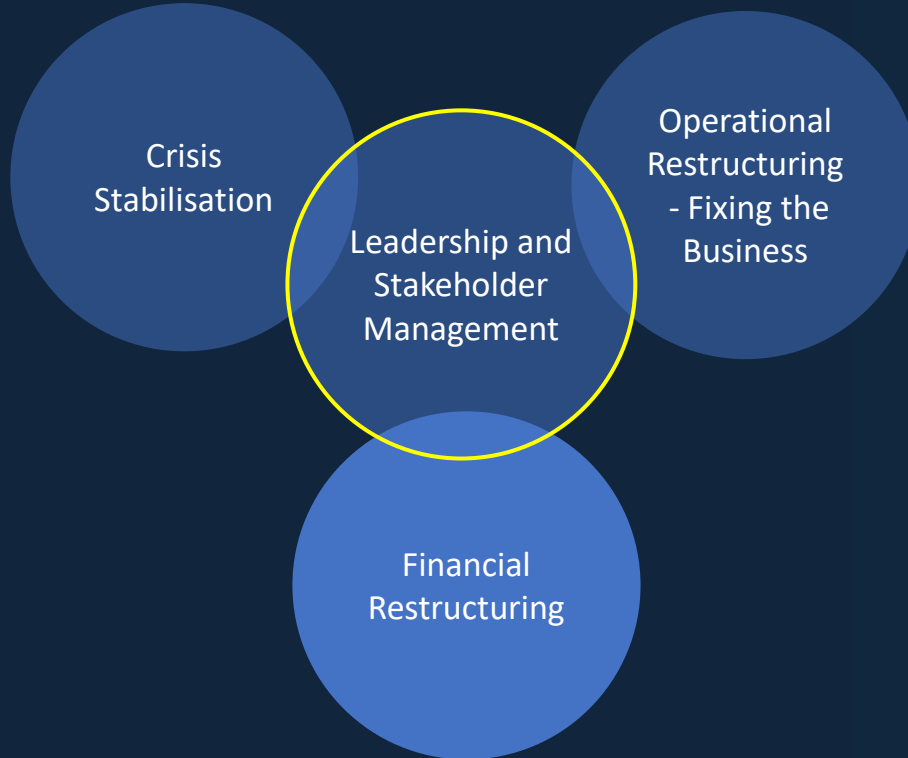 Crisis
Stabilisation
Operational
Restructuring
- Fixing the
Business
Leadership and
Stakeholder
Management
Financial
Restructuring